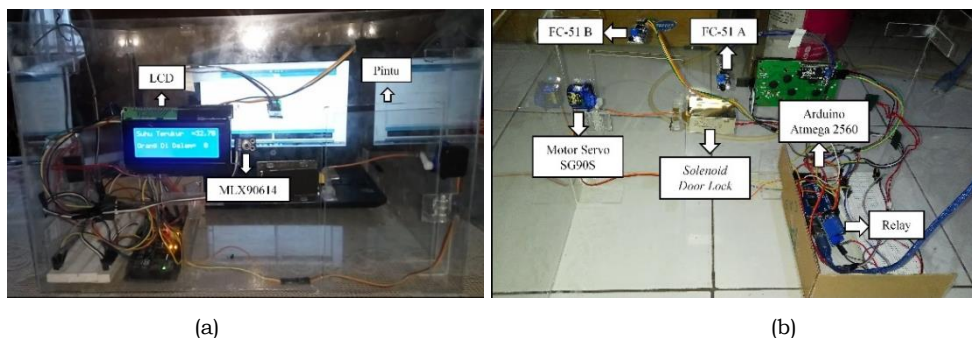 LCD
Pintu
Suhu Terukur =32.78
Orang Di Dalam= 0
MLX90614
(a)
FC-51 B
FC-51 A
Arduino
Atmega 2560
Motor Servo
SG90S
Solenoid
Door Lock
Relay
(b)